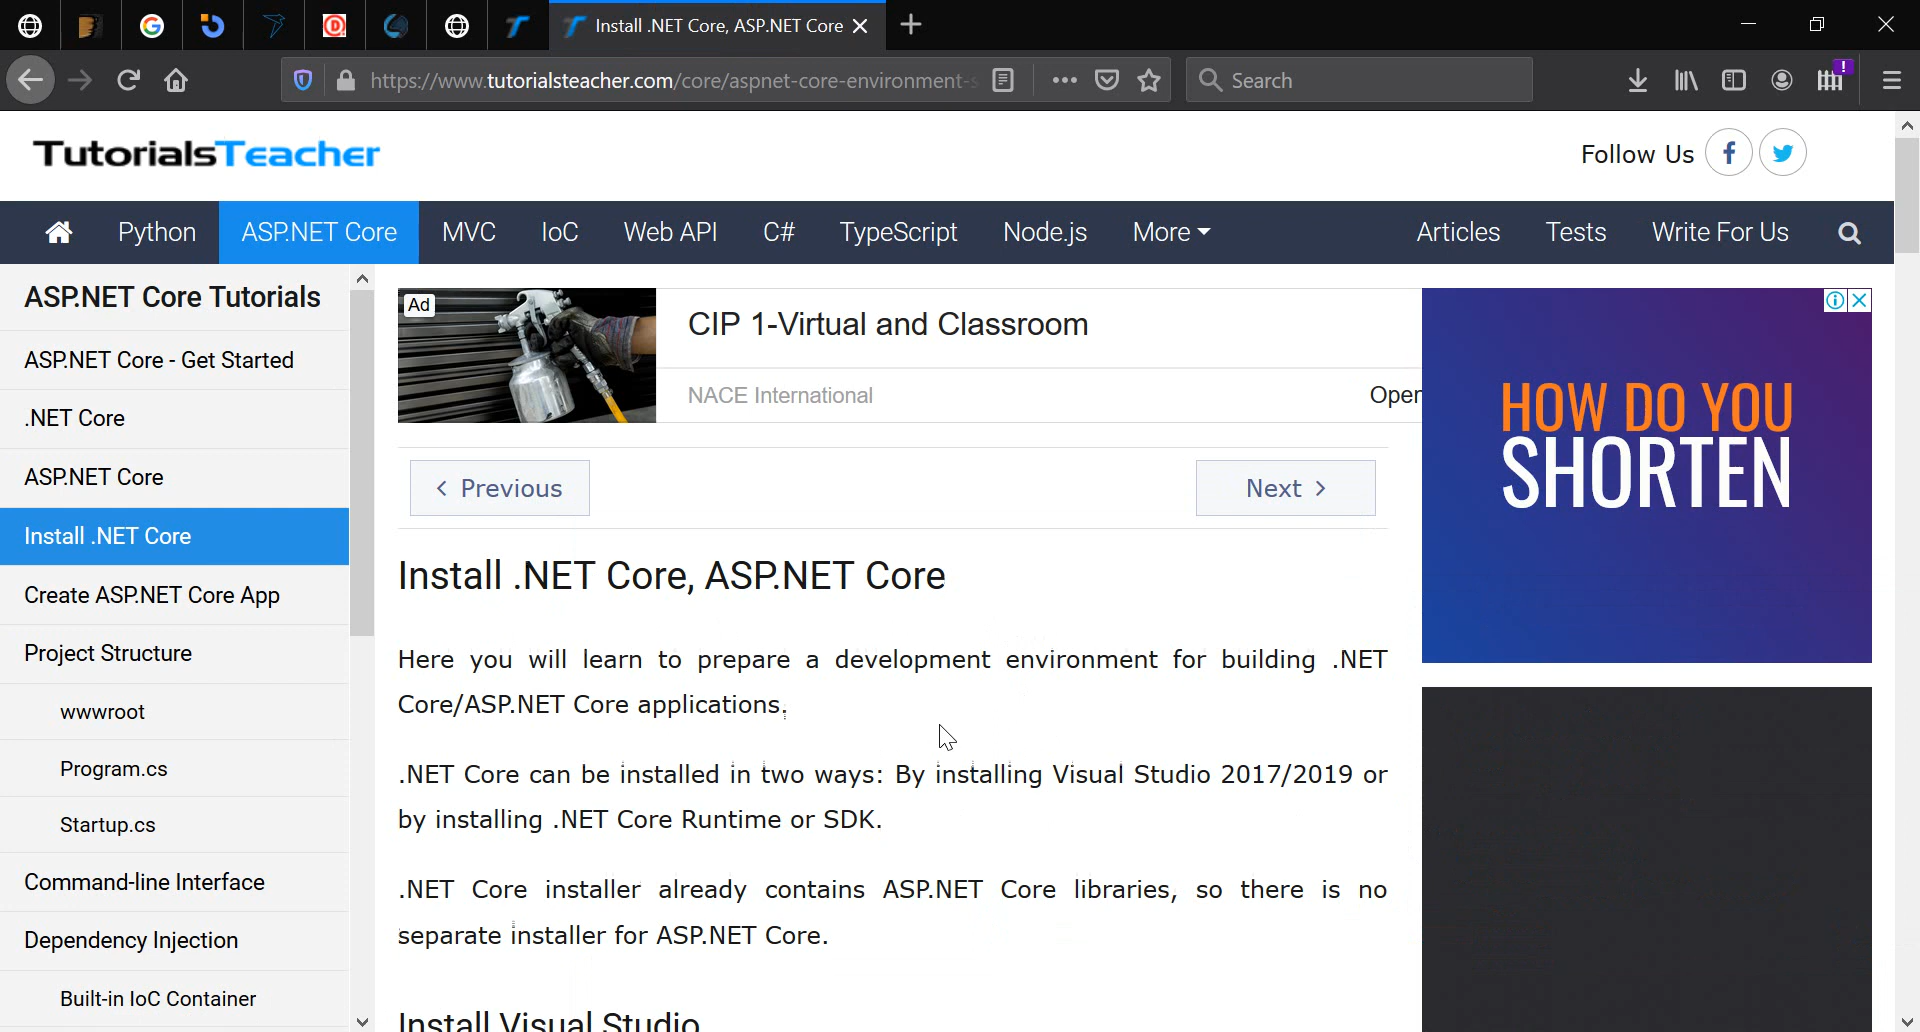 Install .NET Core, ASP.NET Core
https://www.tutorialsteacher.com/core/aspnet-core-environment-s
Search
TutorialsTeacher
Follow Us
Python ASP.NET Core MVC IoC Web API C# TypeScript Node.js More Articles Tests Write For Us
ASP.NET Core Tutorials
ASP.NET Core - Get Started
.NET Core
ASP.NET Core
Install .NET Core
Create ASP.NET Core App
Project Structure
wwwroot
Program.cs
Startup.cs
Command-line Interface
Dependency Injection
Built-in IoC Container
Ad
CIP 1-Virtual and Classroom
NACE International
Open
HOW DO YOU
SHORTEN
< Previous
Next >
Install .NET Core, ASP.NET Core
Here you will learn to prepare a development environment for building .NET
Core/ASP.NET Core applications.
.NET Core can be installed in two ways: By installing Visual Studio 2017/2019 or
by installing .NET Core Runtime or SDK.
.NET Core installer already contains ASP.NET Core libraries, so there is no
separate installer for ASP.NET Core.
Install Visual Studio